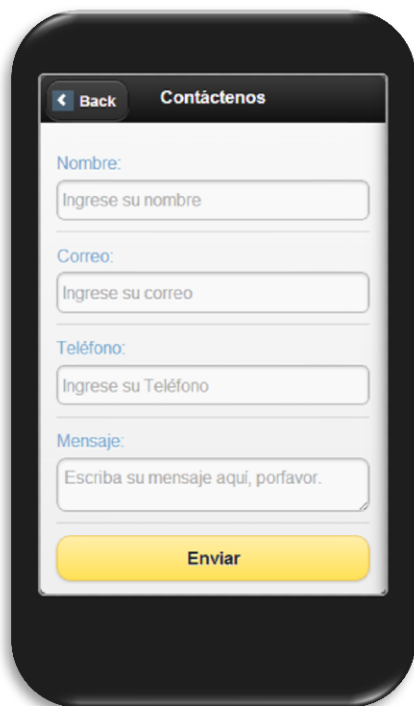 Back
Contáctenos
Nombre:
Ingrese su nombre
Correo:
Ingrese su correo
Teléfono:
Ingrese su Teléfono
Mensaje:
Escriba su mensaje aquí, porfavor.
Enviar